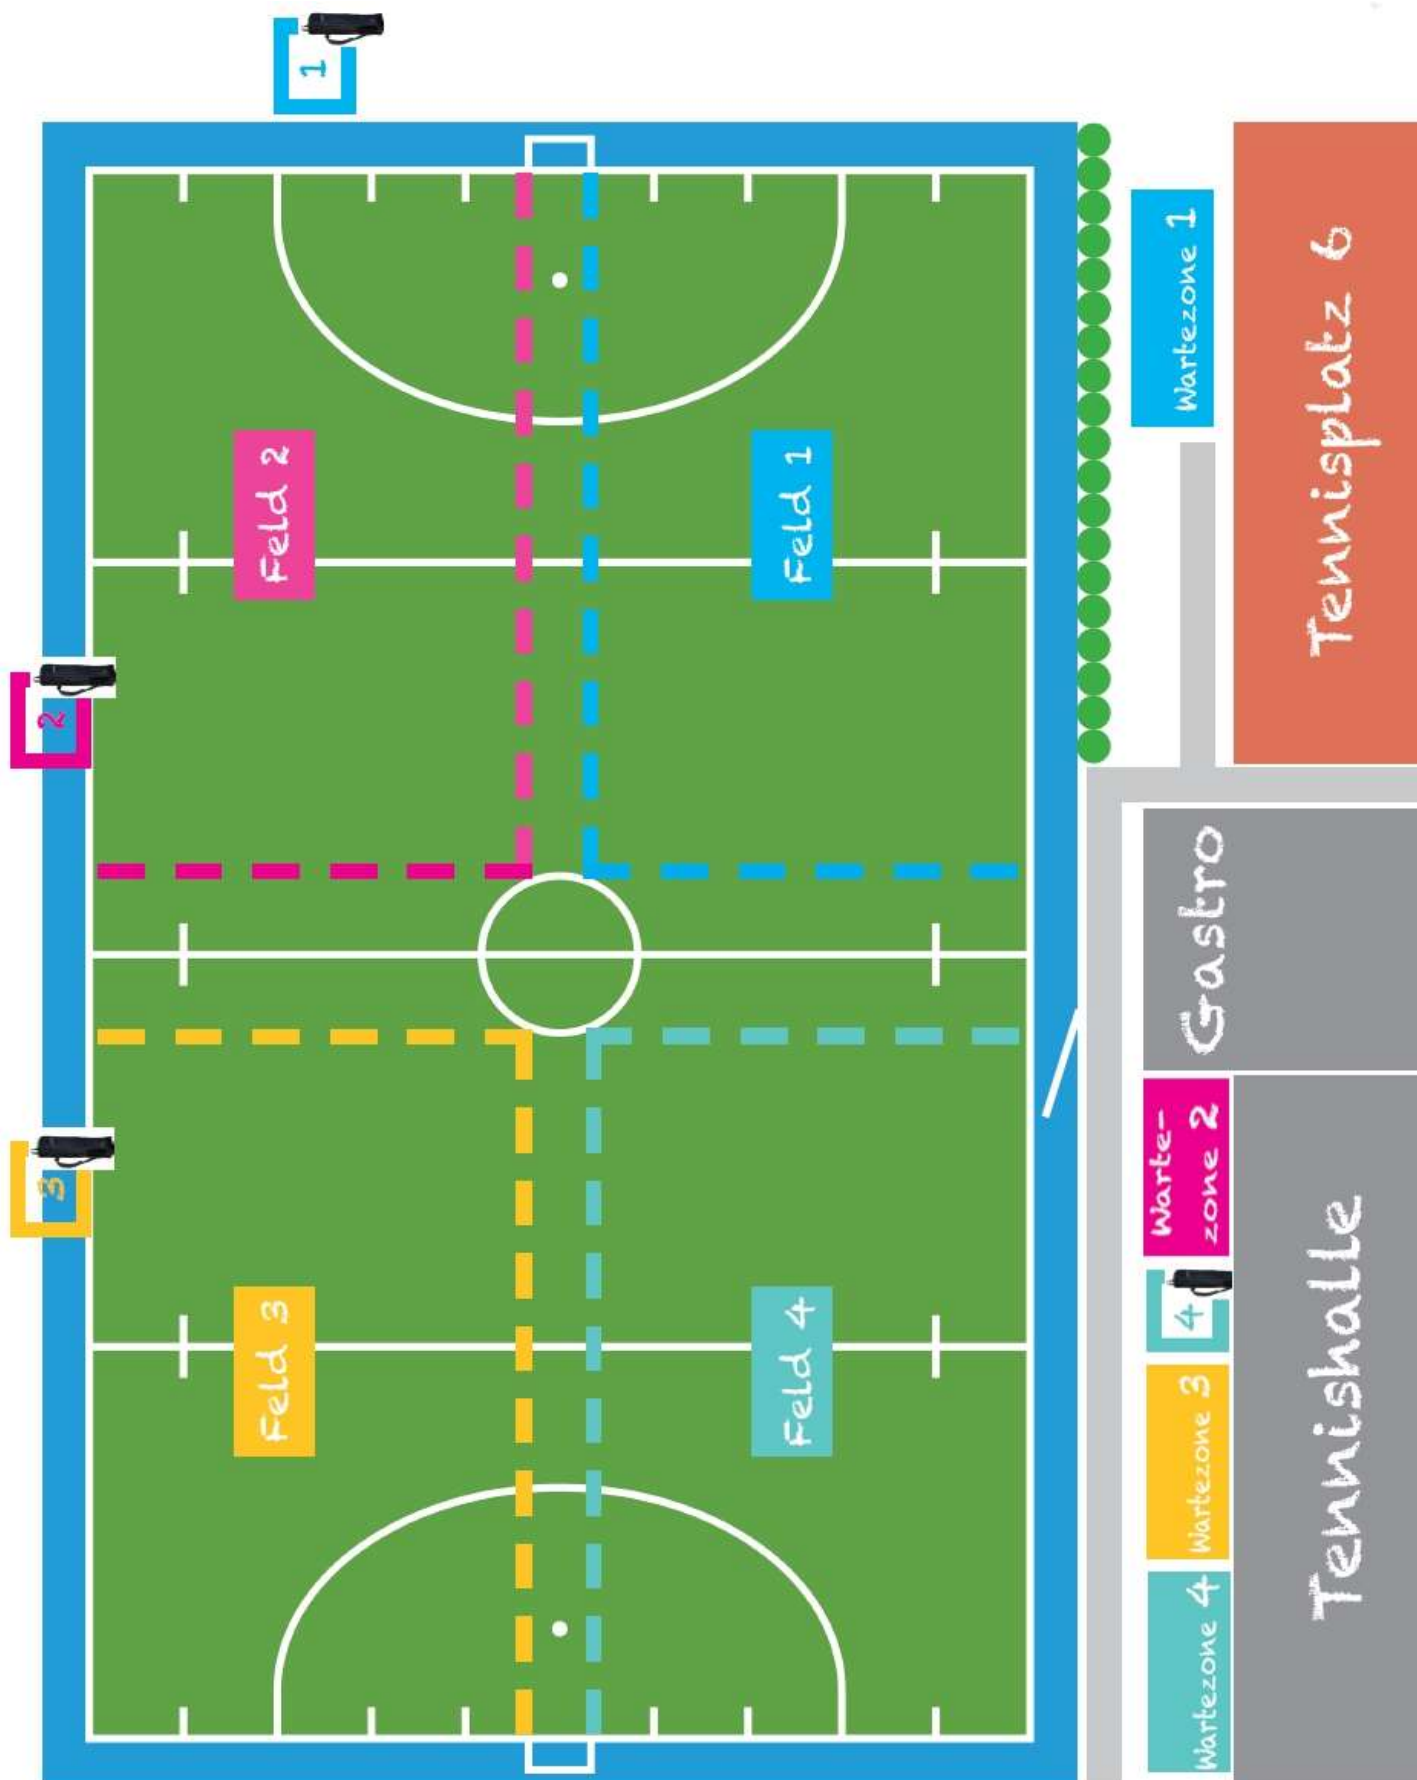 1
2
3
Feld 2
Feld 3
Feld 1
Feld 4
Wartezone 1
Warte-
zone 2
4
Wartezone 3
Wartezone 4
Gastro
Tennisplatz 6
Tennishalle